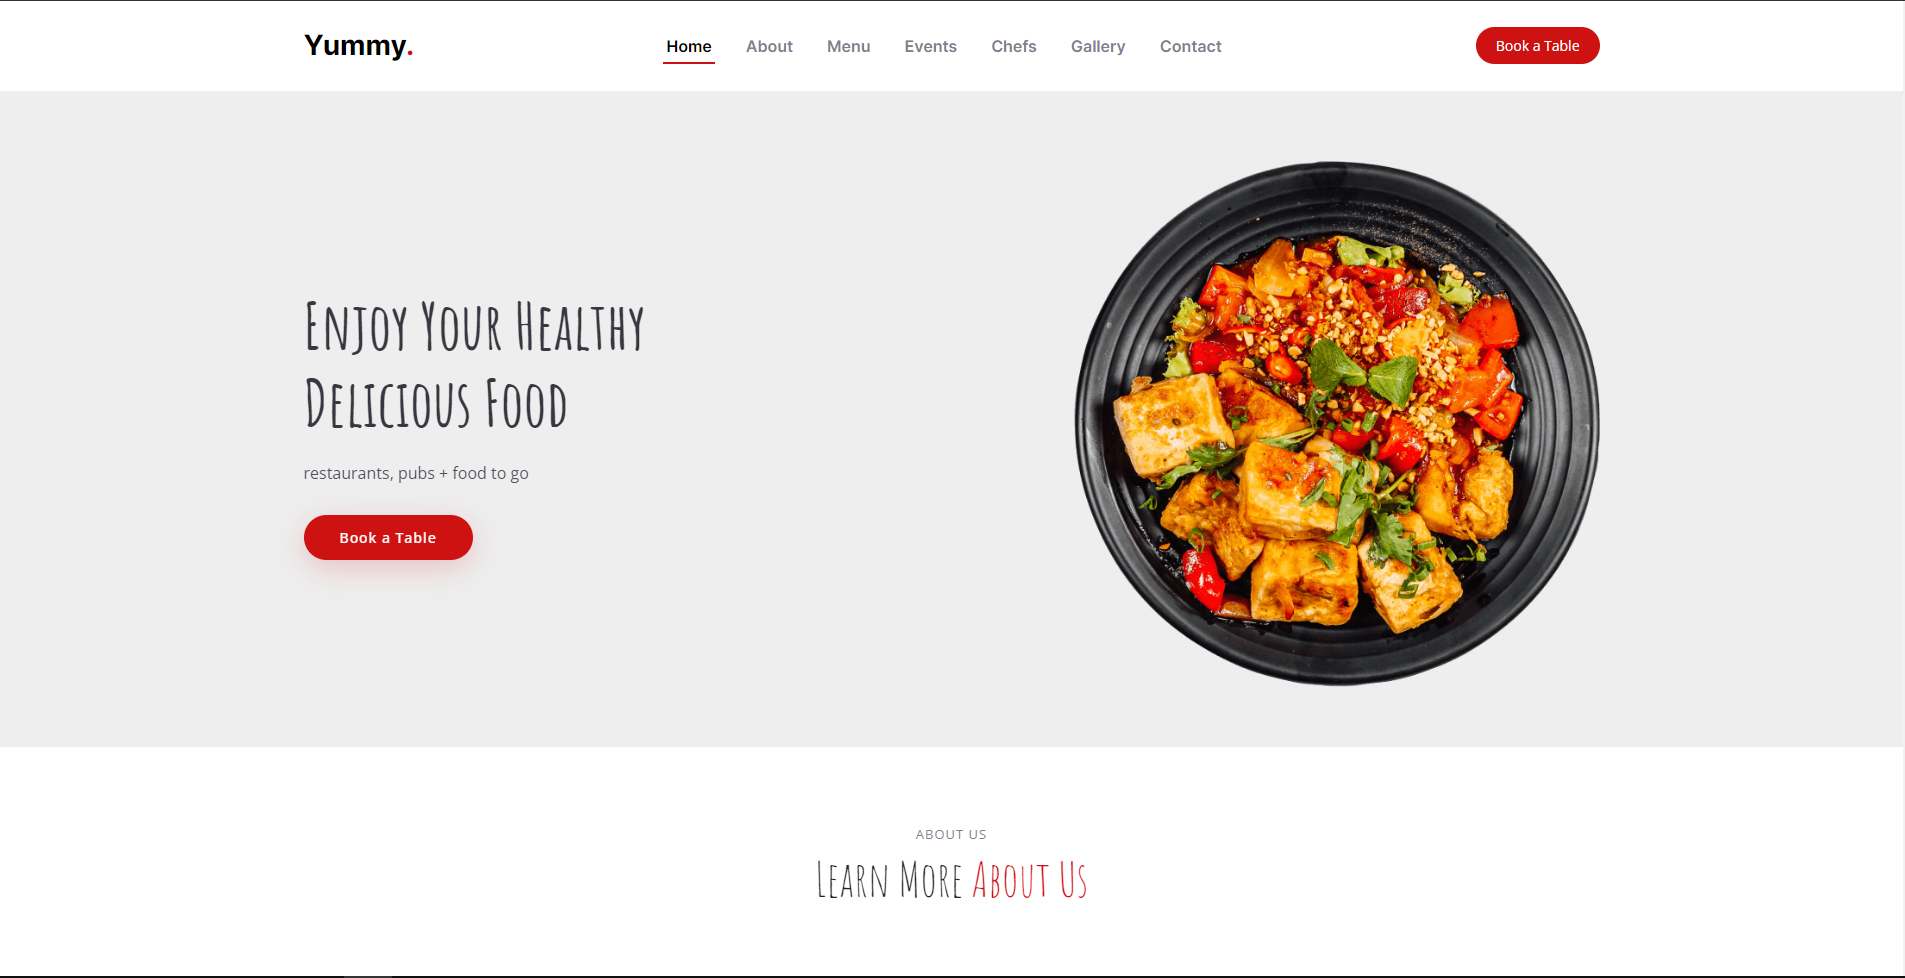 Yummy.
Home About Menu Events Chefs Gallery Contact
Book a Table
Enjoy Your Healthy
Delicious Food
restaurants, pubs + food to go
Book a Table
ABOUT US
Learn More About Us